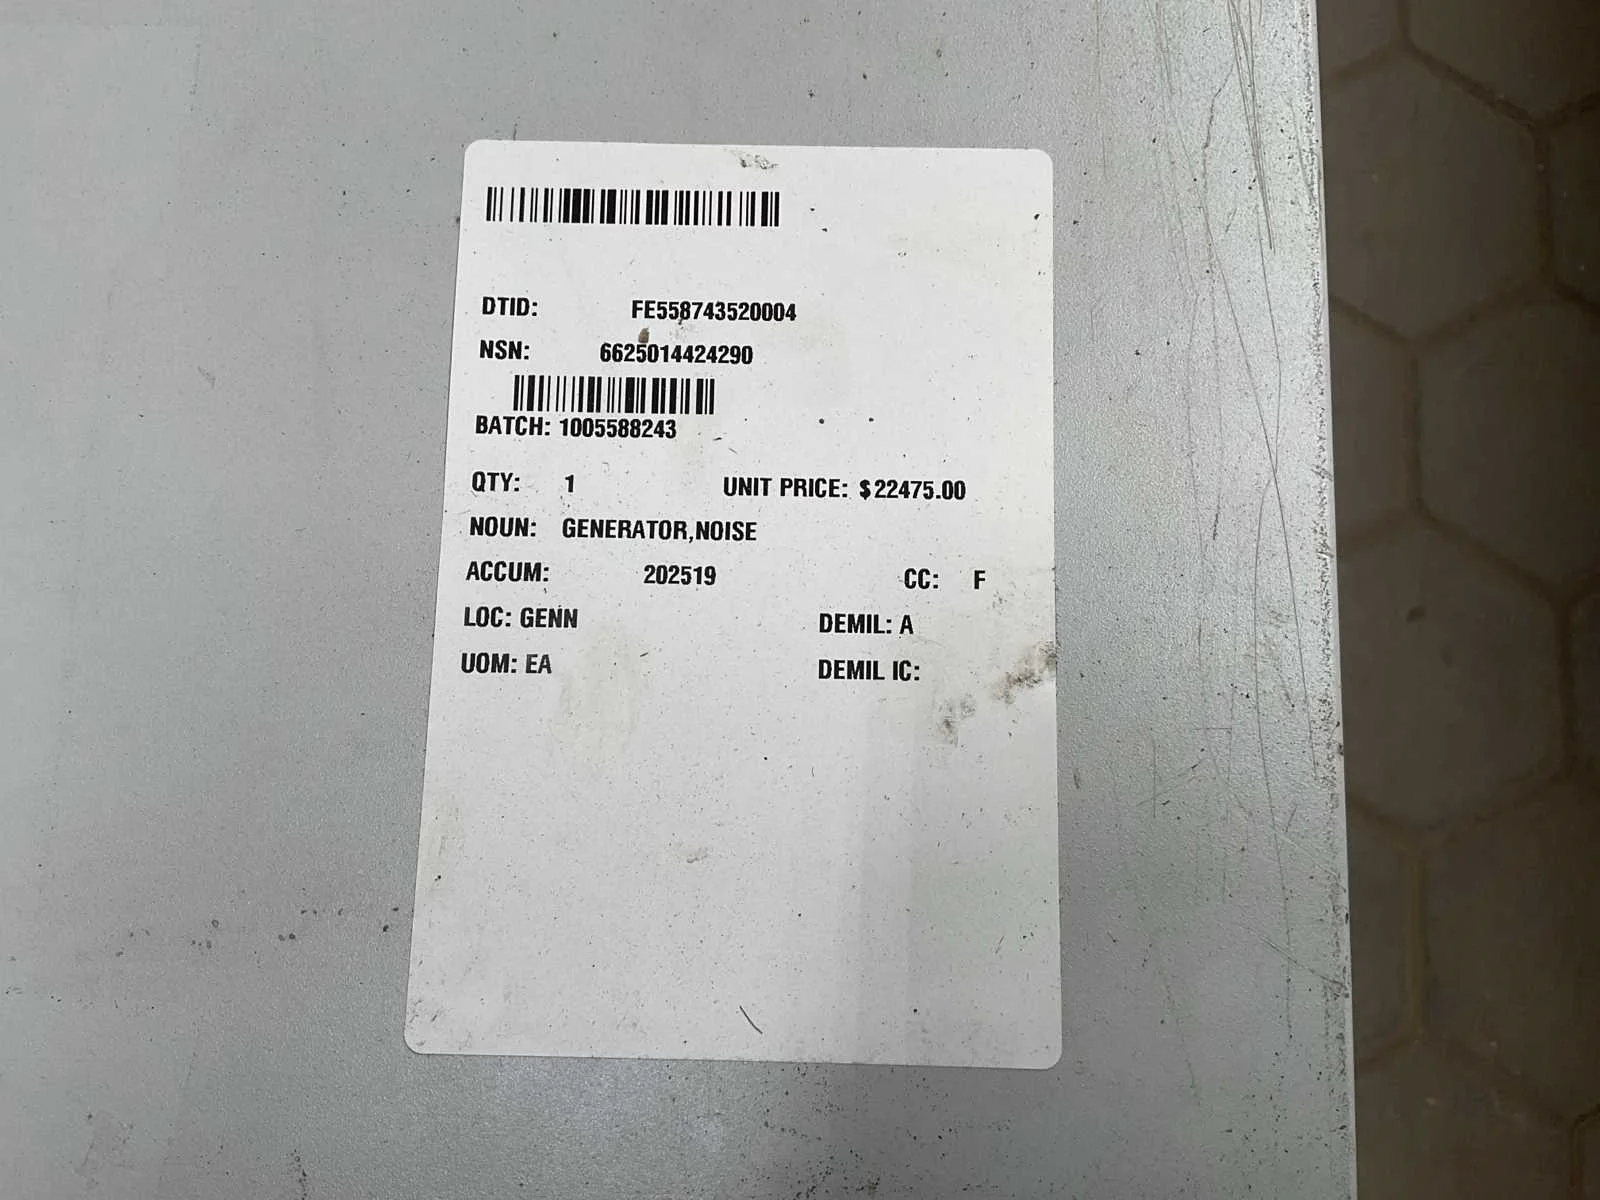 DTID: FE558743520004
NSN: 6625014424290
BATCH: 1005588243
QTY: 1 UNIT PRICE: $22475.00
NOUN: GENERATOR,NOISE
ACCUM: 202519 CC: F
LOC: GENN DEMIL: A
UOM: EA DEMIL IC: